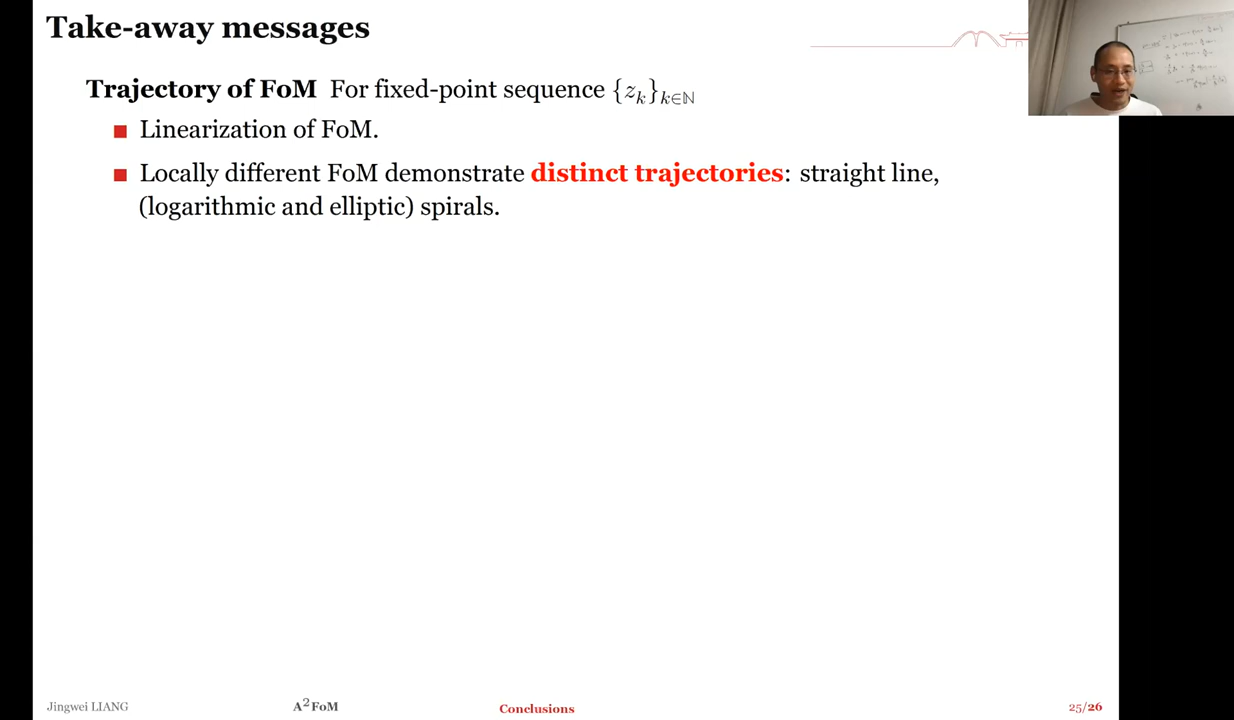 Take-away messages
Trajectory of FoM For fixed-point sequence {z_k}_{k∈ℕ}
■ Linearization of FoM.
■ Locally different FoM demonstrate distinct trajectories: straight line,
(logarithmic and elliptic) spirals.
Jingwei LIANG A²FoM Conclusions 25/26